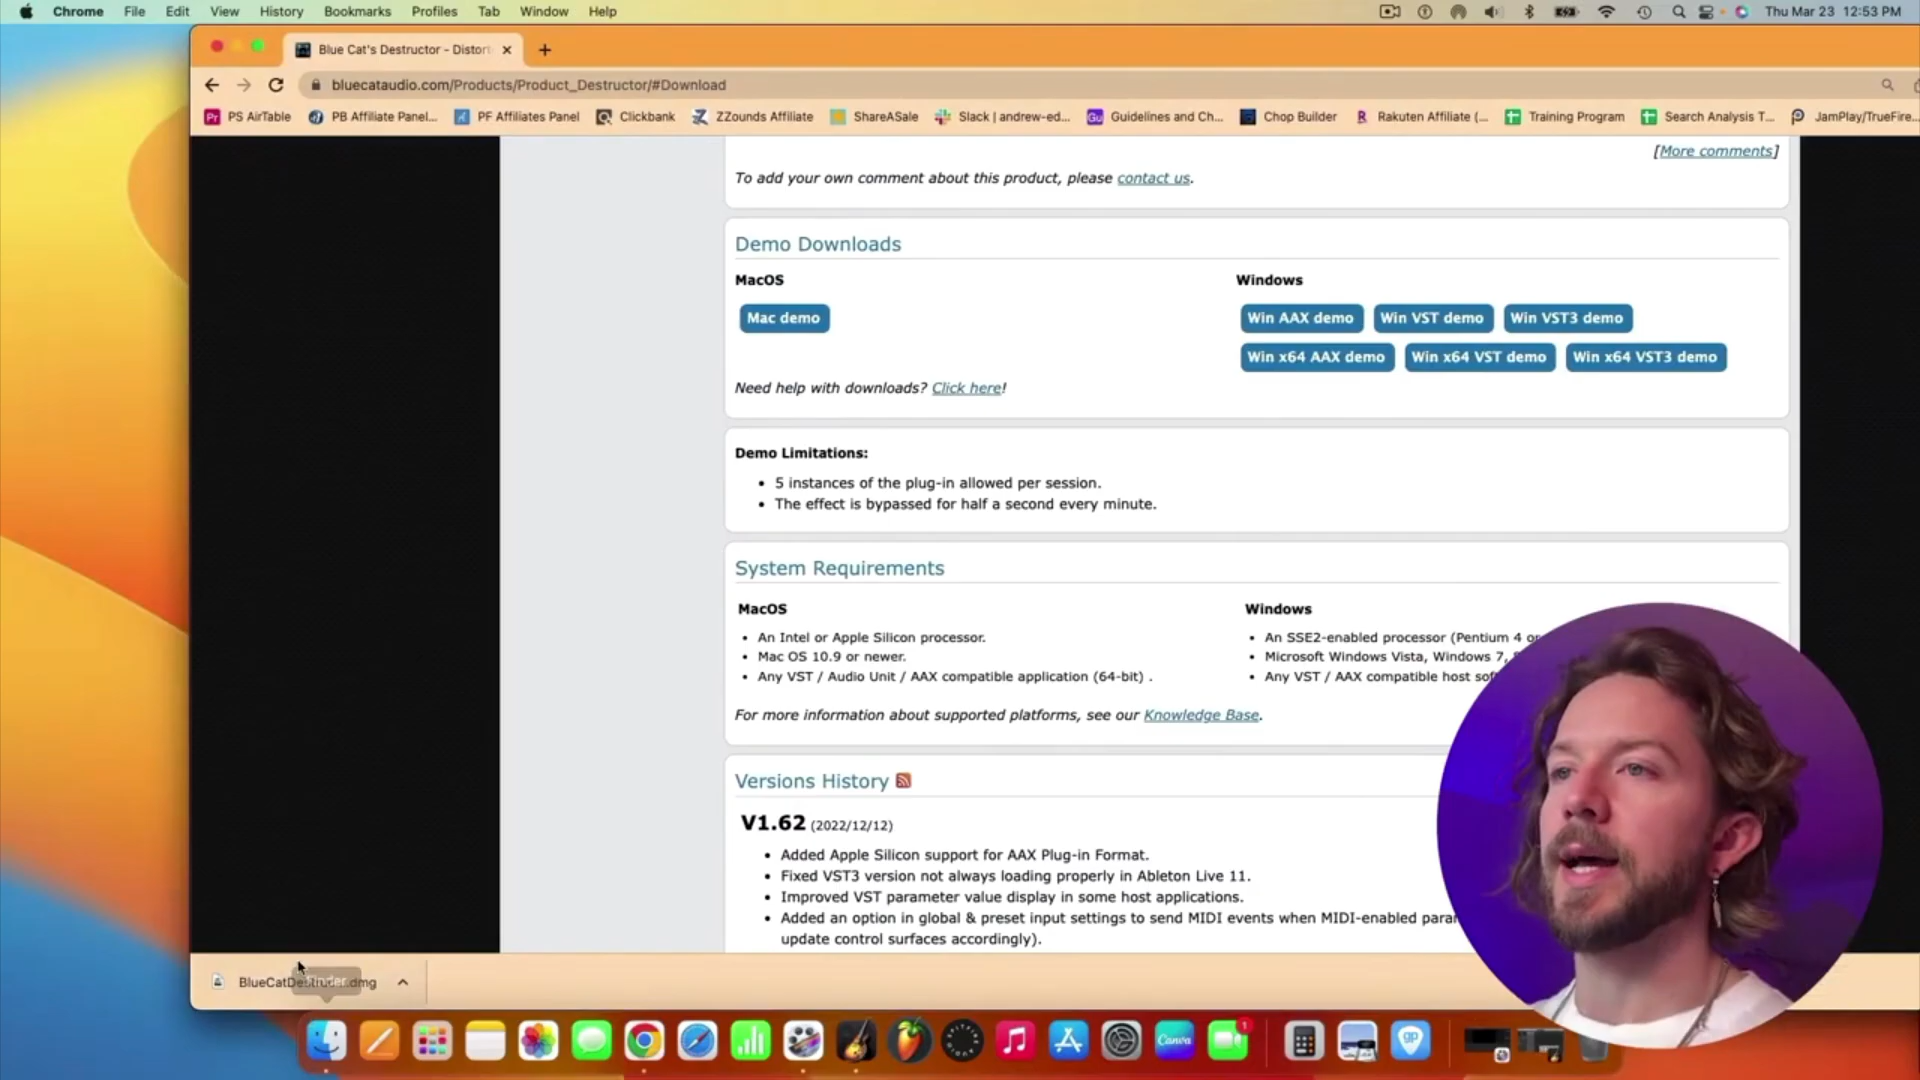 Chrome File Edit View History Bookmarks Profiles Tab Window Help Thu Mar 23 12:53 PM
Blue Cat's Destructor - Distort
bluecataudio.com/Products/Product_Destructor/#Download
PS AirTable PB Affiliate Panel... PF Affiliates Panel Clickbank ZZounds Affiliate ShareASale Slack | andrew-ed... Guidelines and Ch... Chop Builder Rakuten Affiliate (... Training Program Search Analysis T... JamPlay/TrueFire...
[More comments]
To add your own comment about this product, please contact us.
Demo Downloads
MacOS Windows
Mac demo Win AAX demo Win VST demo Win VST3 demo
Win x64 AAX demo Win x64 VST demo Win x64 VST3 demo
Need help with downloads? Click here!
Demo Limitations:
• 5 instances of the plug-in allowed per session.
• The effect is bypassed for half a second every minute.
System Requirements
MacOS Windows
• An Intel or Apple Silicon processor. • An SSE2-enabled processor (Pentium 4 or
• Mac OS 10.9 or newer. • Microsoft Windows Vista, Windows 7,
• Any VST / Audio Unit / AAX compatible application (64-bit) . • Any VST / AAX compatible host
For more information about supported platforms, see our Knowledge Base.
Versions History
V1.62 (2022/12/12)
• Added Apple Silicon support for AAX Plug-in Format.
• Fixed VST3 version not always loading properly in Ableton Live 11.
• Improved VST parameter value display in some host applications.
• Added an option in global & preset input settings to send MIDI events when MIDI-enabled
update control surfaces accordingly).
BlueCatDestructor.dmg
Canva
1
gp